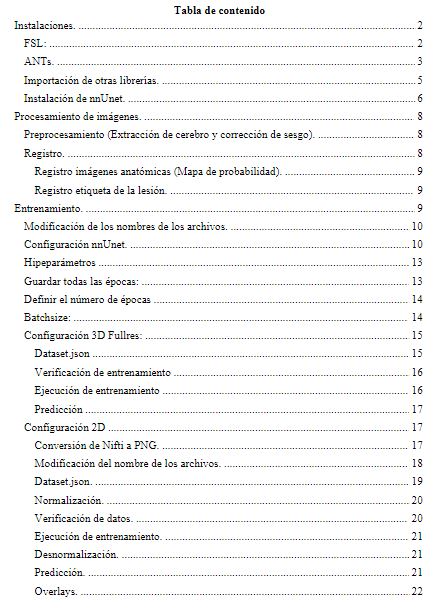 Tabla de contenido
Instalaciones. ........ 2
FSL: ........ 2
ANTs. ........ 3
Importación de otras librerías. ........ 5
Instalación de nnUnet. ........ 6
Procesamiento de imágenes. ........ 8
Preprocesamiento (Extracción de cerebro y corrección de sesgo). ........ 8
Registro. ........ 8
Registro imágenes anatómicas (Mapa de probabilidad). ........ 9
Registro etiqueta de la lesión. ........ 9
Entrenamiento. ........ 9
Modificación de los nombres de los archivos. ........ 10
Configuración nnUnet. ........ 10
Hipeparámetros ........ 13
Guardar todas las épocas: ........ 13
Definir el número de épocas ........ 14
Batchsize: ........ 14
Configuración 3D Fullres: ........ 15
Dataset.json ........ 15
Verificación de entrenamiento ........ 16
Ejecución de entrenamiento ........ 16
Predicción ........ 17
Configuración 2D ........ 17
Conversión de Nifti a PNG. ........ 17
Modificación del nombre de los archivos. ........ 18
Dataset.json. ........ 19
Normalización. ........ 20
Verificación de datos. ........ 20
Ejecución de entrenamiento. ........ 21
Desnormalización. ........ 21
Predicción. ........ 21
Overlays. ........ 22